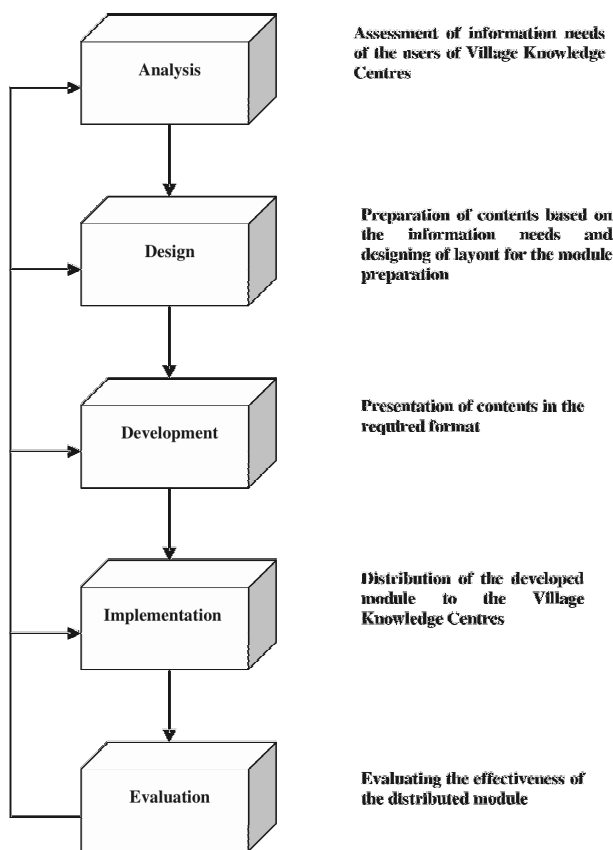 Analysis
Assessment of information needs
of the users of Village Knowledge
Centres
Design
Preparation of contents based on
the information needs and
designing of layout for the module
preparation
Development
Presentation of contents in the
required format
Implementation
Distribution of the developed
module to the Village
Knowledge Centres
Evaluation
Evaluating the effectiveness of
the distributed module